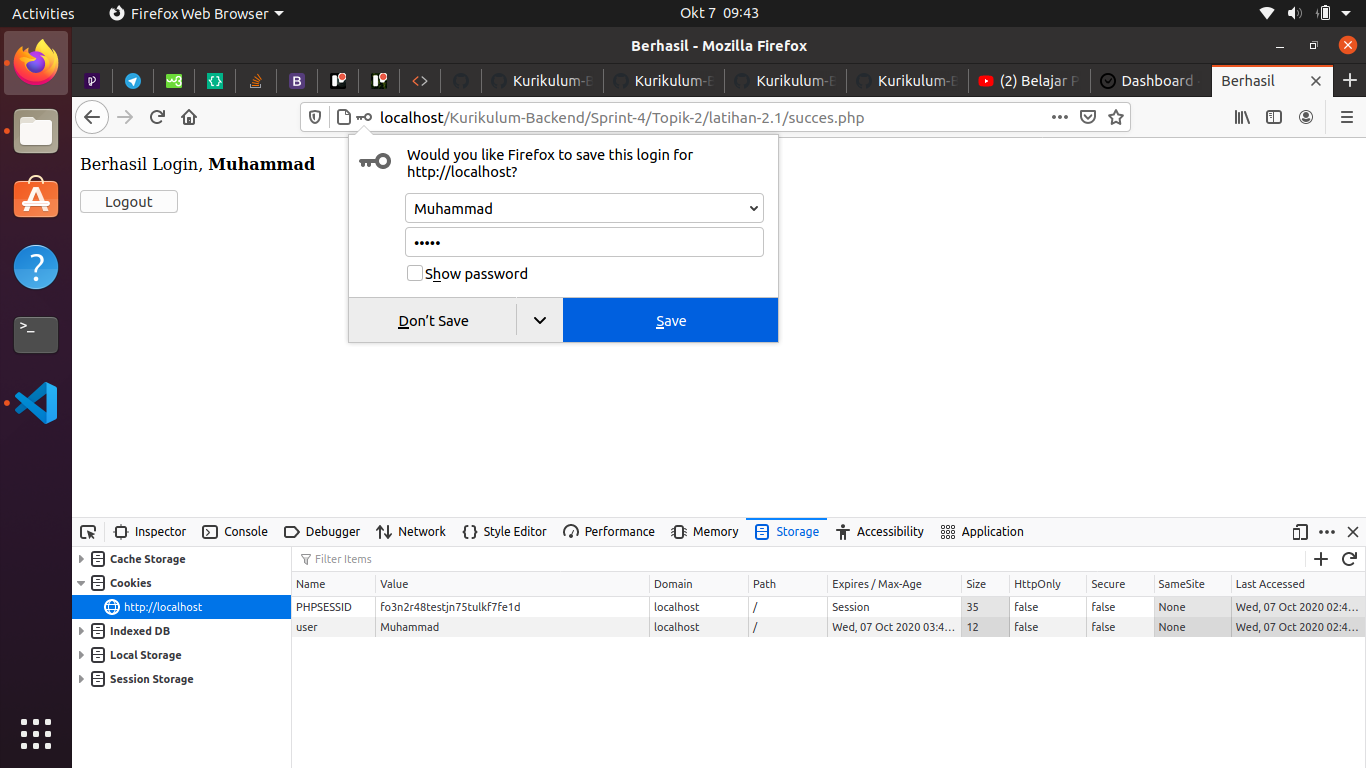 Activities Firefox Web Browser Okt 7 09:43
Berhasil - Mozilla Firefox
Kurikulum-E Kurikulum-E Kurikulum-E Kurikulum-E (2) Belajar P Dashboard - Berhasil
localhost/Kurikulum-Backend/Sprint-4/Topik-2/latihan-2.1/succes.php
Berhasil Login, Muhammad
Logout
Would you like Firefox to save this login for
http://localhost?
Muhammad
•••••
Show password
Don't Save Save
Inspector Console Debugger Network Style Editor Performance Memory Storage Accessibility Application
Cache Storage
Cookies
http://localhost
Indexed DB
Local Storage
Session Storage
Filter Items
Name Value Domain Path Expires / Max-Age Size HttpOnly Secure SameSite Last Accessed
PHPSESSID fo3n2r48testjn75tulkf7fe1d localhost / Session 35 false false None Wed, 07 Oct 2020 02:4...
user Muhammad localhost / Wed, 07 Oct 2020 03:4... 12 false false None Wed, 07 Oct 2020 02:4...